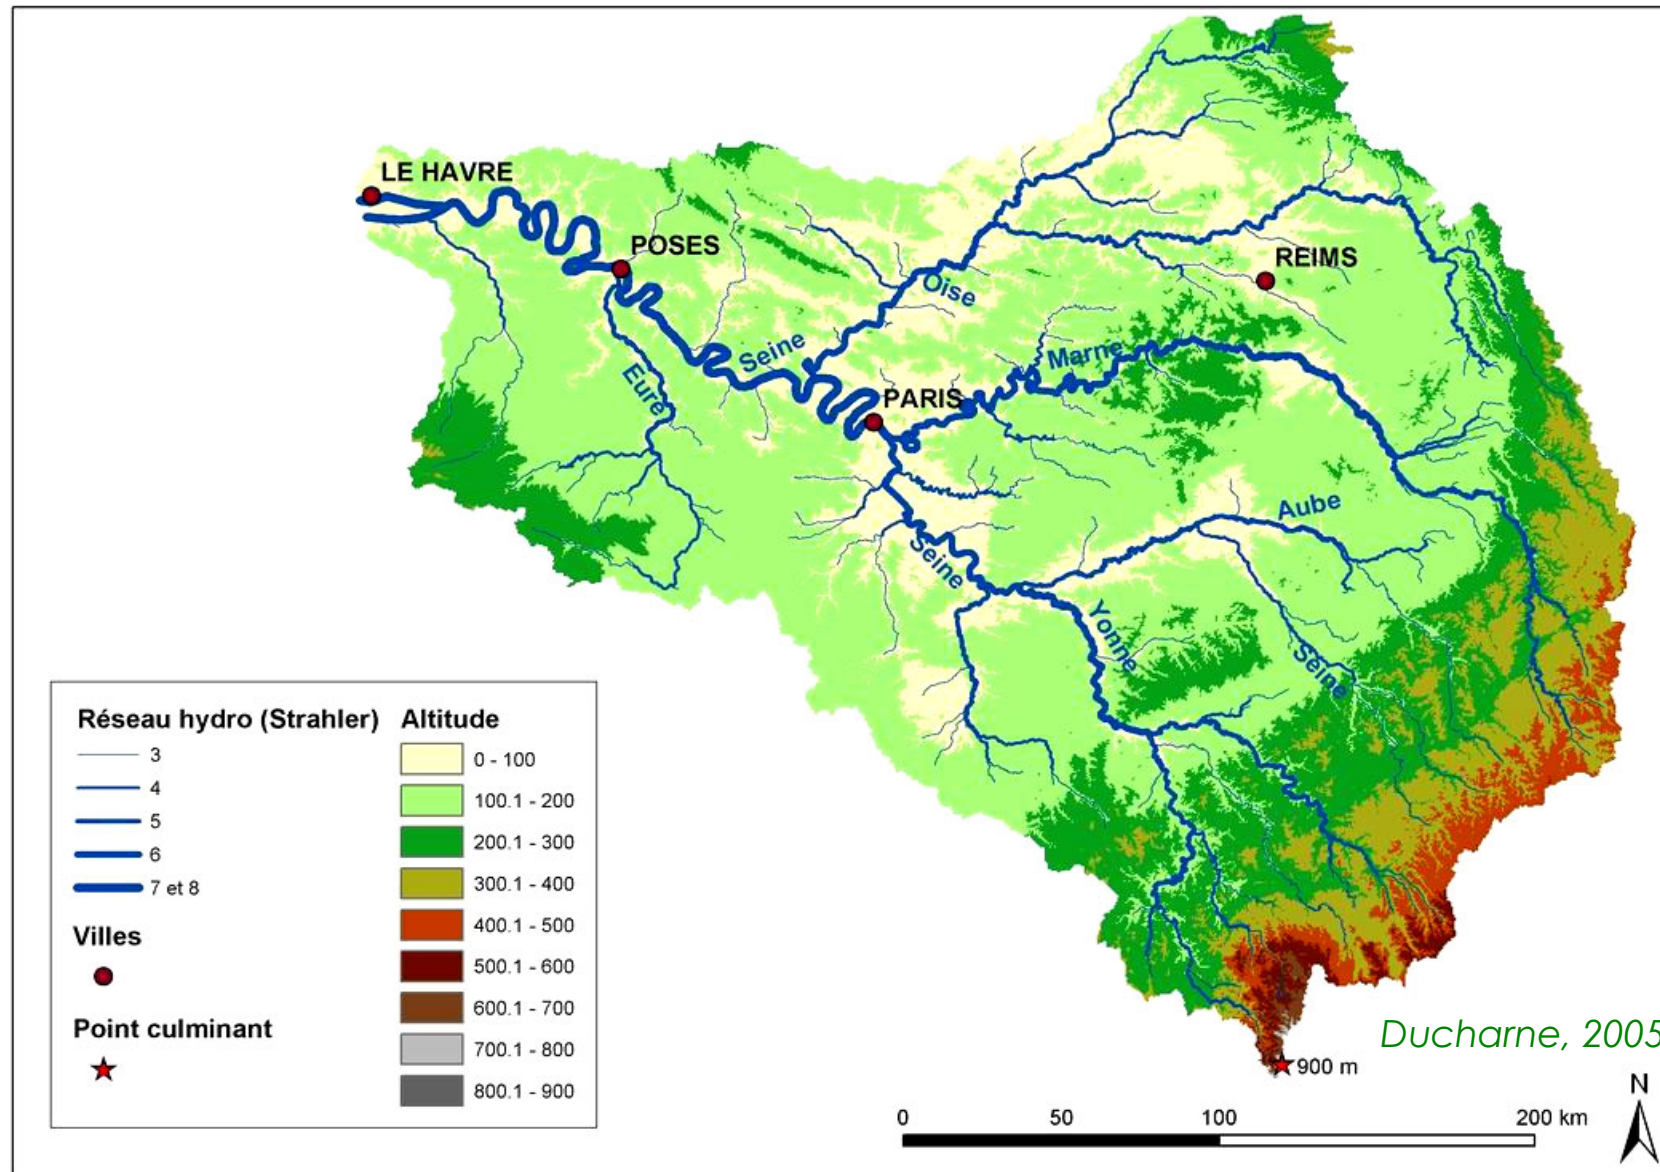 LE HAVRE
POSES
REIMS
Oise
Seine
Marne
Eure
PARIS
Aube
Seine
Yonne
Seine
Réseau hydro (Strahler)
3
4
5
6
7 et 8
Villes
Point culminant
Altitude
0 - 100
100.1 - 200
200.1 - 300
300.1 - 400
400.1 - 500
500.1 - 600
600.1 - 700
700.1 - 800
800.1 - 900
Ducharne, 2005
900 m
N
0 50 100 200 km